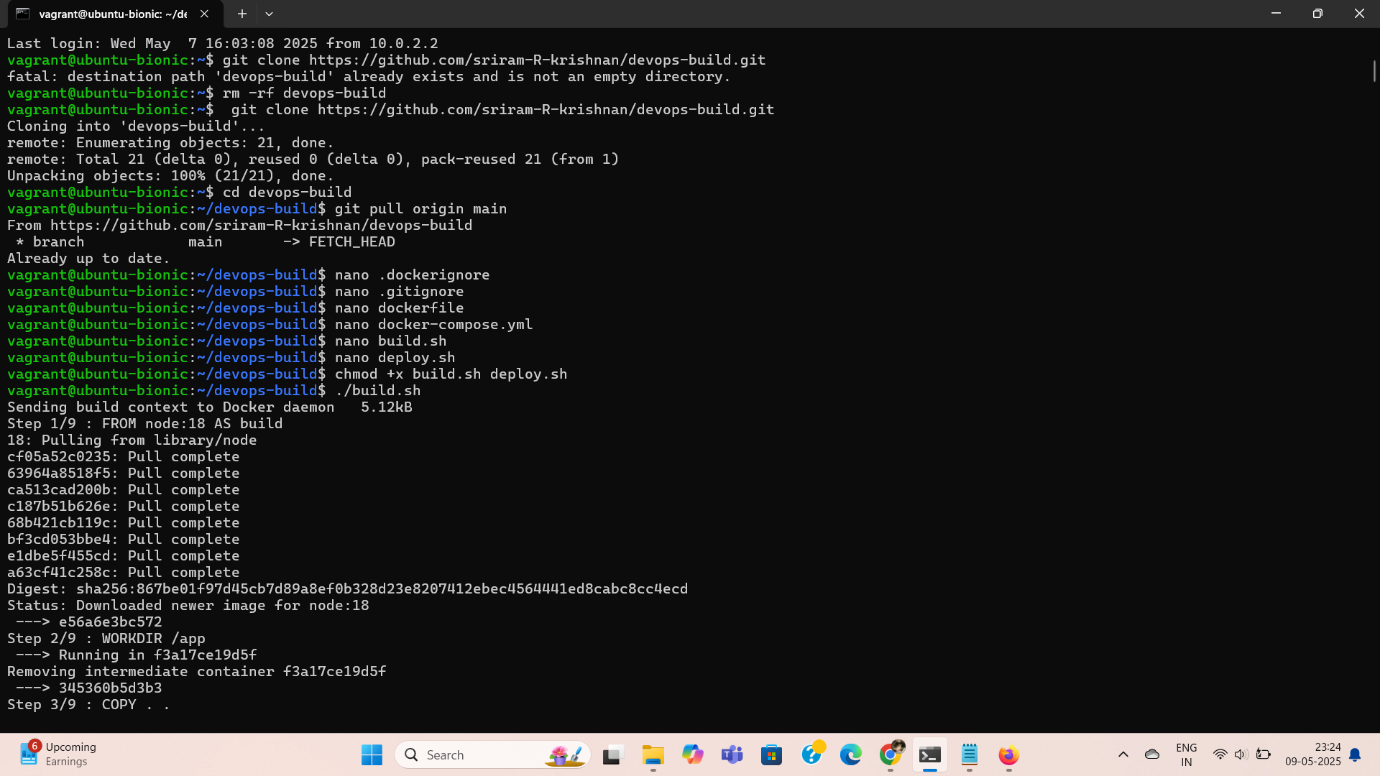 vagrant@ubuntu-bionic: ~/de
Last login: Wed May  7 16:03:08 2025 from 10.0.2.2
vagrant@ubuntu-bionic:~$ git clone https://github.com/sriram-R-krishnan/devops-build.git
fatal: destination path 'devops-build' already exists and is not an empty directory.
vagrant@ubuntu-bionic:~$ rm -rf devops-build
vagrant@ubuntu-bionic:~$  git clone https://github.com/sriram-R-krishnan/devops-build.git
Cloning into 'devops-build'...
remote: Enumerating objects: 21, done.
remote: Total 21 (delta 0), reused 0 (delta 0), pack-reused 21 (from 1)
Unpacking objects: 100% (21/21), done.
vagrant@ubuntu-bionic:~$ cd devops-build
vagrant@ubuntu-bionic:~/devops-build$ git pull origin main
From https://github.com/sriram-R-krishnan/devops-build
 * branch            main       -> FETCH_HEAD
Already up to date.
vagrant@ubuntu-bionic:~/devops-build$ nano .dockerignore
vagrant@ubuntu-bionic:~/devops-build$ nano .gitignore
vagrant@ubuntu-bionic:~/devops-build$ nano dockerfile
vagrant@ubuntu-bionic:~/devops-build$ nano docker-compose.yml
vagrant@ubuntu-bionic:~/devops-build$ nano build.sh
vagrant@ubuntu-bionic:~/devops-build$ nano deploy.sh
vagrant@ubuntu-bionic:~/devops-build$ chmod +x build.sh deploy.sh
vagrant@ubuntu-bionic:~/devops-build$ ./build.sh
Sending build context to Docker daemon   5.12kB
Step 1/9 : FROM node:18 AS build
18: Pulling from library/node
cf05a52c0235: Pull complete
63964a8518f5: Pull complete
ca513cad200b: Pull complete
c187b51b626e: Pull complete
68b421cb119c: Pull complete
bf3cd053bbe4: Pull complete
e1dbe5f455cd: Pull complete
a63cf41c258c: Pull complete
Digest: sha256:867be01f97d45cb7d89a8ef0b328d23e8207412ebec4564441ed8cabc8cc4ecd
Status: Downloaded newer image for node:18
 ---> e56a6e3bc572
Step 2/9 : WORKDIR /app
 ---> Running in f3a17ce19d5f
Removing intermediate container f3a17ce19d5f
 ---> 345360b5d3b3
Step 3/9 : COPY . .
6
Upcoming
Earnings
Search
ENG
IN
23:24
09-05-2025